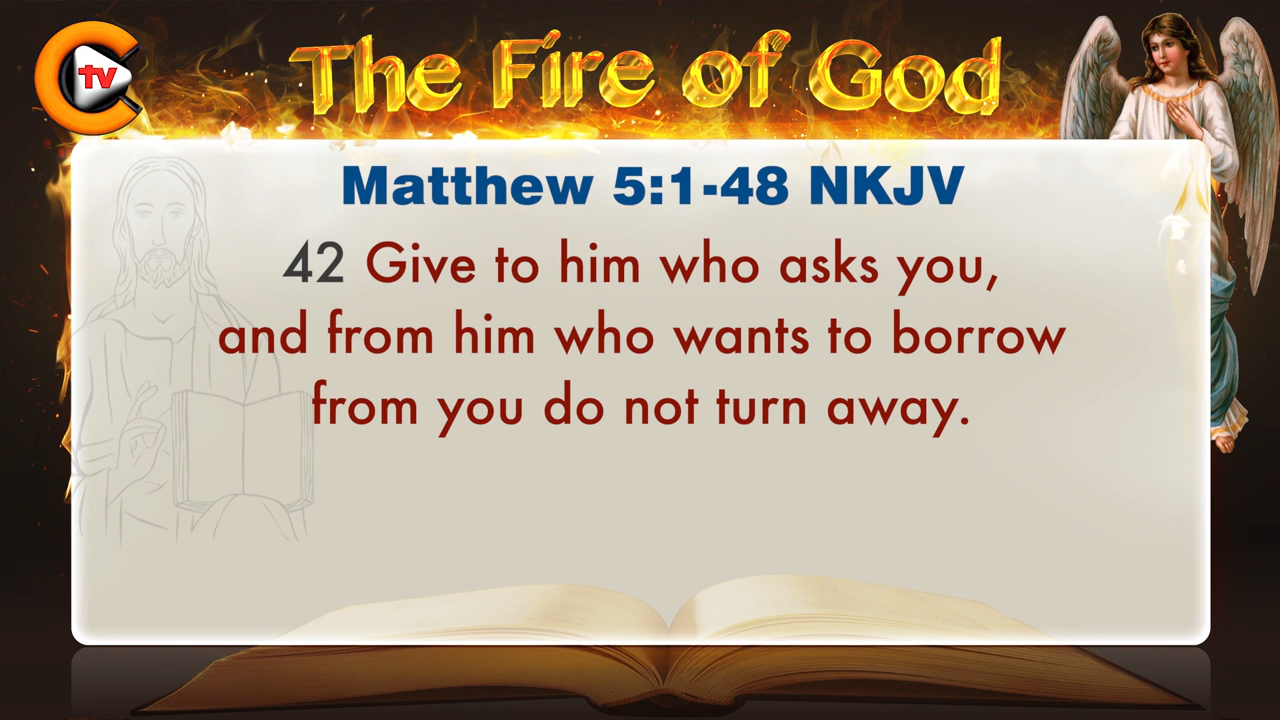 tv
The Fire of God
Matthew 5:1-48 NKJV
42 Give to him who asks you,
and from him who wants to borrow
from you do not turn away.